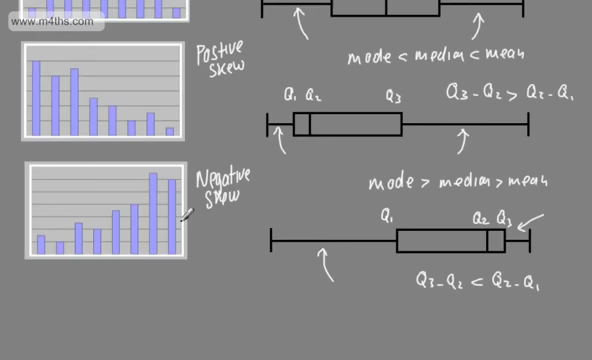 www.m4ths.com
Postive
Skew
mode < median < mean
Q1 Q2 Q3
Q3 - Q2 > Q2 - Q1
Negative
Skew
mode > median > mean
Q1 Q2 Q3
Q3 - Q2 < Q2 - Q1